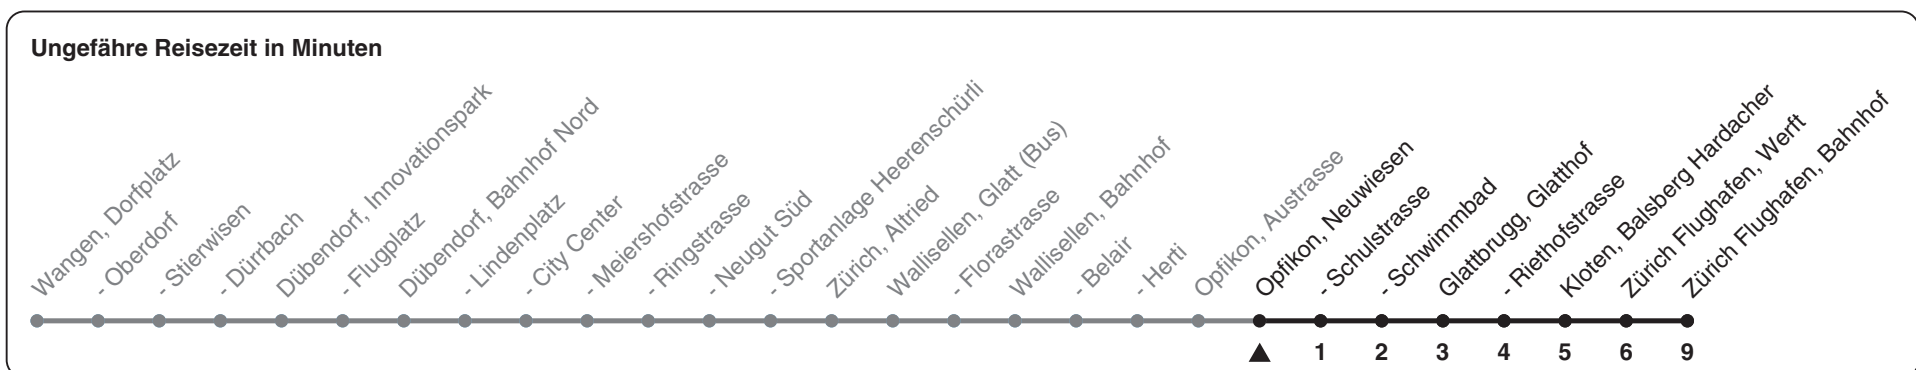 Ungefähre Reisezeit in Minuten
Wangen, Dorfplatz
- Oberdorf
- Stierwisen
- Dürrbach
Dübendorf, Innovationspark
- Flugplatz
Dübendorf, Bahnhof Nord
- Lindenplatz
- City Center
- Meiershofstrasse
- Ringstrasse
- Neugut Süd
- Sportanlage Heerenschürli
Zürich, Altried
Wallisellen, Glatt (Bus)
- Florastrasse
Wallisellen, Bahnhof
- Belair
- Herti
Opfikon, Austrasse
Opfikon, Neuwiesen
- Schulstrasse
- Schwimmbad
Glattbrugg, Glatthof
- Riethofstrasse
Kloten, Balsberg Hardacher
Zürich Flughafen, Werft
Zürich Flughafen, Bahnhof
1 2 3 4 5 6 9